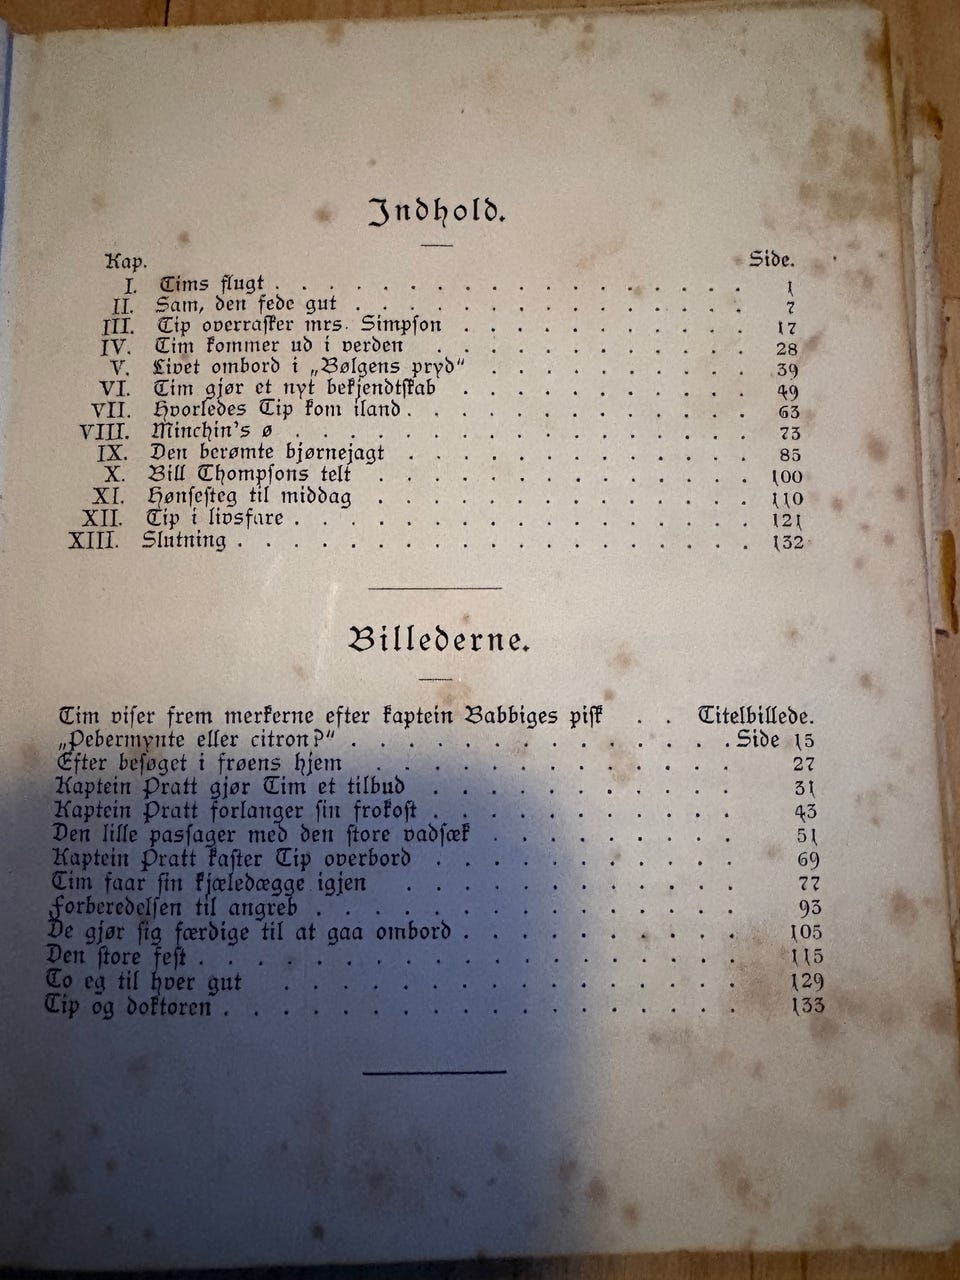 Indhold.
Kap. Side.
I. Tims flugt . . . . . . . . . . . . . . . . . 1
II. Sam, den fede gut . . . . . . . . . . . . . . 7
III. Tip overrasker mrs. Simpson . . . . . . . . . . 17
IV. Tim kommer ud i verden . . . . . . . . . . . 28
V. Livet ombord i „Bølgens pryd“ . . . . . . . . . 39
VI. Tim gjør et nyt bekjendtskab . . . . . . . . . . 49
VII. Hvorledes Tip kom iland . . . . . . . . . . . . 63
VIII. Minchin's ø . . . . . . . . . . . . . . . . 73
IX. Den berømte bjørnejagt . . . . . . . . . . . . 85
X. Bill Thompsons telt . . . . . . . . . . . . . 100
XI. Hønsesteg til middag . . . . . . . . . . . . . 110
XII. Tip i livsfare . . . . . . . . . . . . . . . . 121
XIII. Slutning . . . . . . . . . . . . . . . . . . 132
Billederne.
Tim viser frem merkerne efter kaptein Babbiges pisk . . Titelbillede.
„Pebermynte eller citron?“ . . . . . . . . . . . . . Side 15
Efter besøget i frøens hjem . . . . . . . . . . . . 27
Kaptein Pratt gjør Tim et tilbud . . . . . . . . . . 31
Kaptein Pratt forlanger sin frokost . . . . . . . . . . 43
Den lille passager med den store vadsæk . . . . . . . . 51
Kaptein Pratt kaster Tip overbord . . . . . . . . . . 69
Tim faar sin kjæledægge igjen . . . . . . . . . . . 77
Forberedelsen til angreb . . . . . . . . . . . . . . 93
De gjør sig færdige til at gaa ombord . . . . . . . . . 105
Den store fest . . . . . . . . . . . . . . . . . . 115
To eg til hver gut . . . . . . . . . . . . . . . 129
Tip og doktoren . . . . . . . . . . . . . . . . . 133